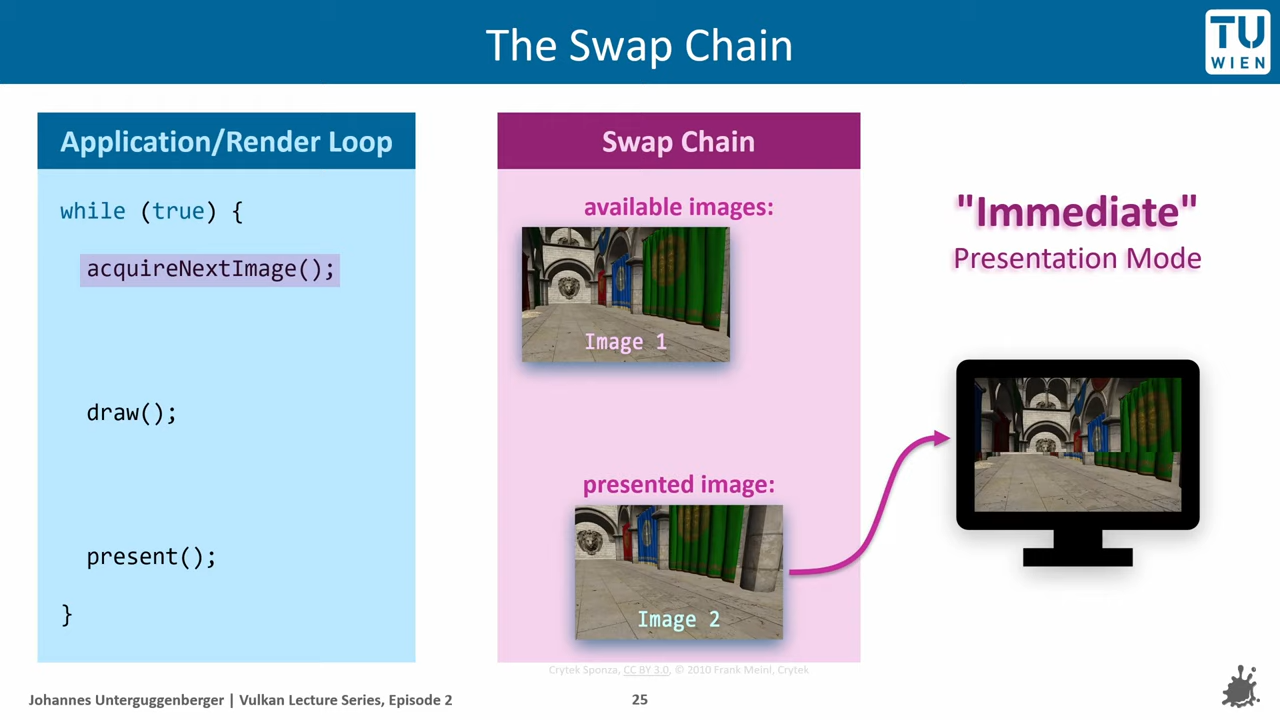 The Swap Chain
TU
WIEN
Application/Render Loop
while (true) {
acquireNextImage();
draw();
present();
}
Swap Chain
available images:
Image 1
presented image:
Image 2
"Immediate"
Presentation Mode
Crytek Sponza, CC BY 3.0, © 2010 Frank Meinl, Crytek
Johannes Unterguggenberger | Vulkan Lecture Series, Episode 2
25